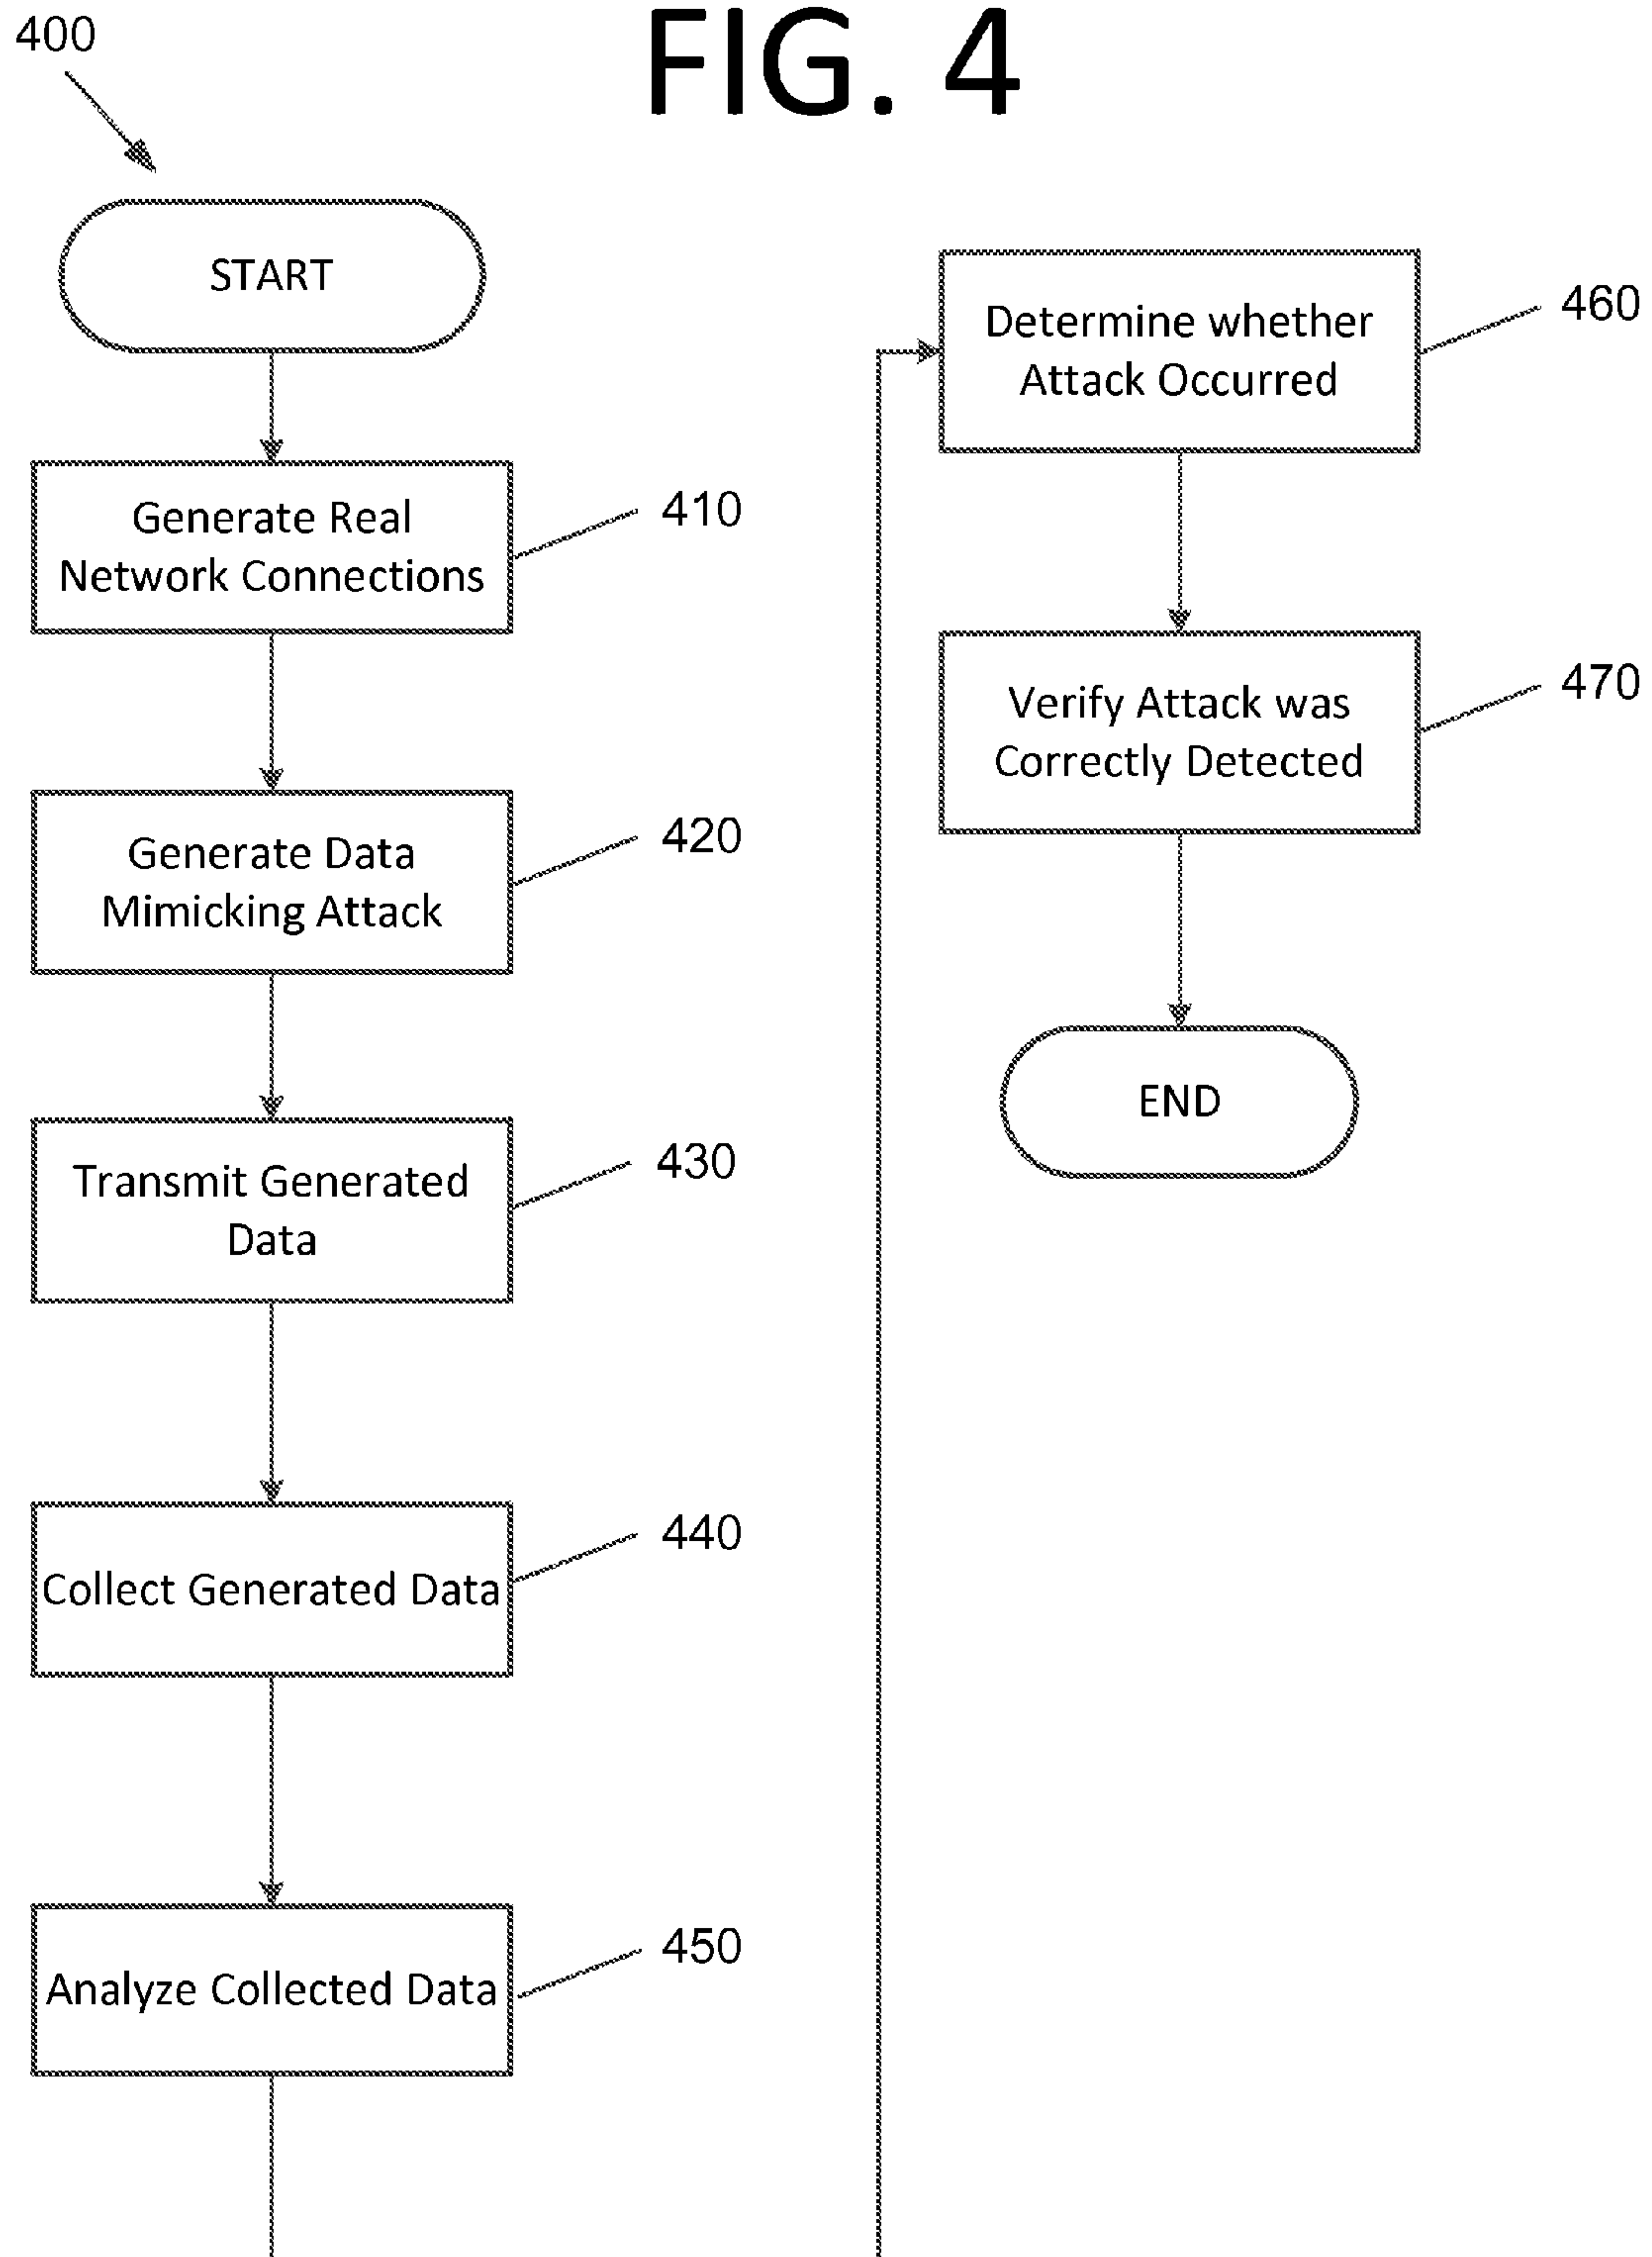 FIG. 4
400
START
Generate Real
Network Connections
410
Generate Data
Mimicking Attack
420
Transmit Generated
Data
430
Collect Generated Data
440
Analyze Collected Data
450
Determine whether
Attack Occurred
460
Verify Attack was
Correctly Detected
470
END